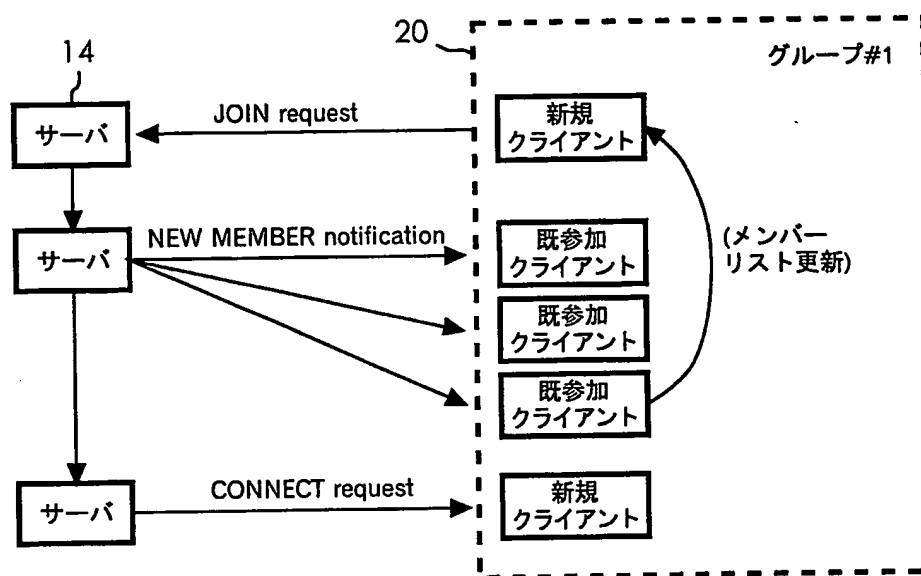 20
グループ#1
14
サーバ
JOIN request
新規
クライアント
サーバ
NEW MEMBER notification
既参加
クライアント
(メンバー
リスト更新)
既参加
クライアント
既参加
クライアント
サーバ
CONNECT request
新規
クライアント